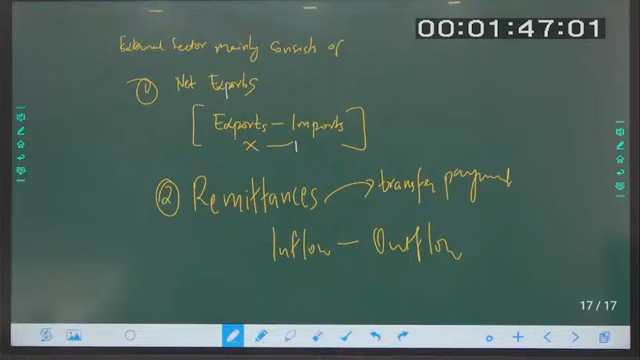 00:01:47:01
External Sector mainly consists of
① Net Exports
[ Exports - Imports ]
X - I
② Remittances → transfer payment
Inflow - Outflow
17/17